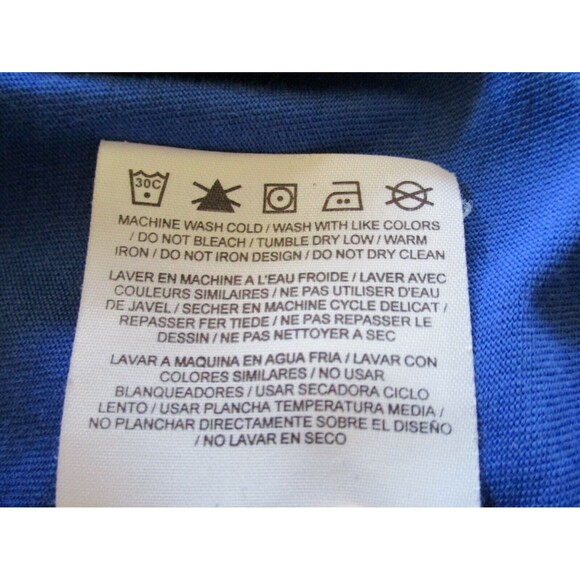 30C
MACHINE WASH COLD / WASH WITH LIKE COLORS
/ DO NOT BLEACH / TUMBLE DRY LOW / WARM
IRON / DO NOT IRON DESIGN / DO NOT DRY CLEAN
LAVER EN MACHINE A L'EAU FROIDE / LAVER AVEC
COULEURS SIMILAIRES / NE PAS UTILISER D'EAU
DE JAVEL / SECHER EN MACHINE CYCLE DELICAT /
REPASSER FER TIEDE / NE PAS REPASSER LE
DESSIN / NE PAS NETTOYER A SEC
LAVAR A MAQUINA EN AGUA FRIA / LAVAR CON
COLORES SIMILARES / NO USAR
BLANQUEADORES / USAR SECADORA CICLO
LENTO / USAR PLANCHA TEMPERATURA MEDIA /
NO PLANCHAR DIRECTAMENTE SOBRE EL DISEÑO
/ NO LAVAR EN SECO